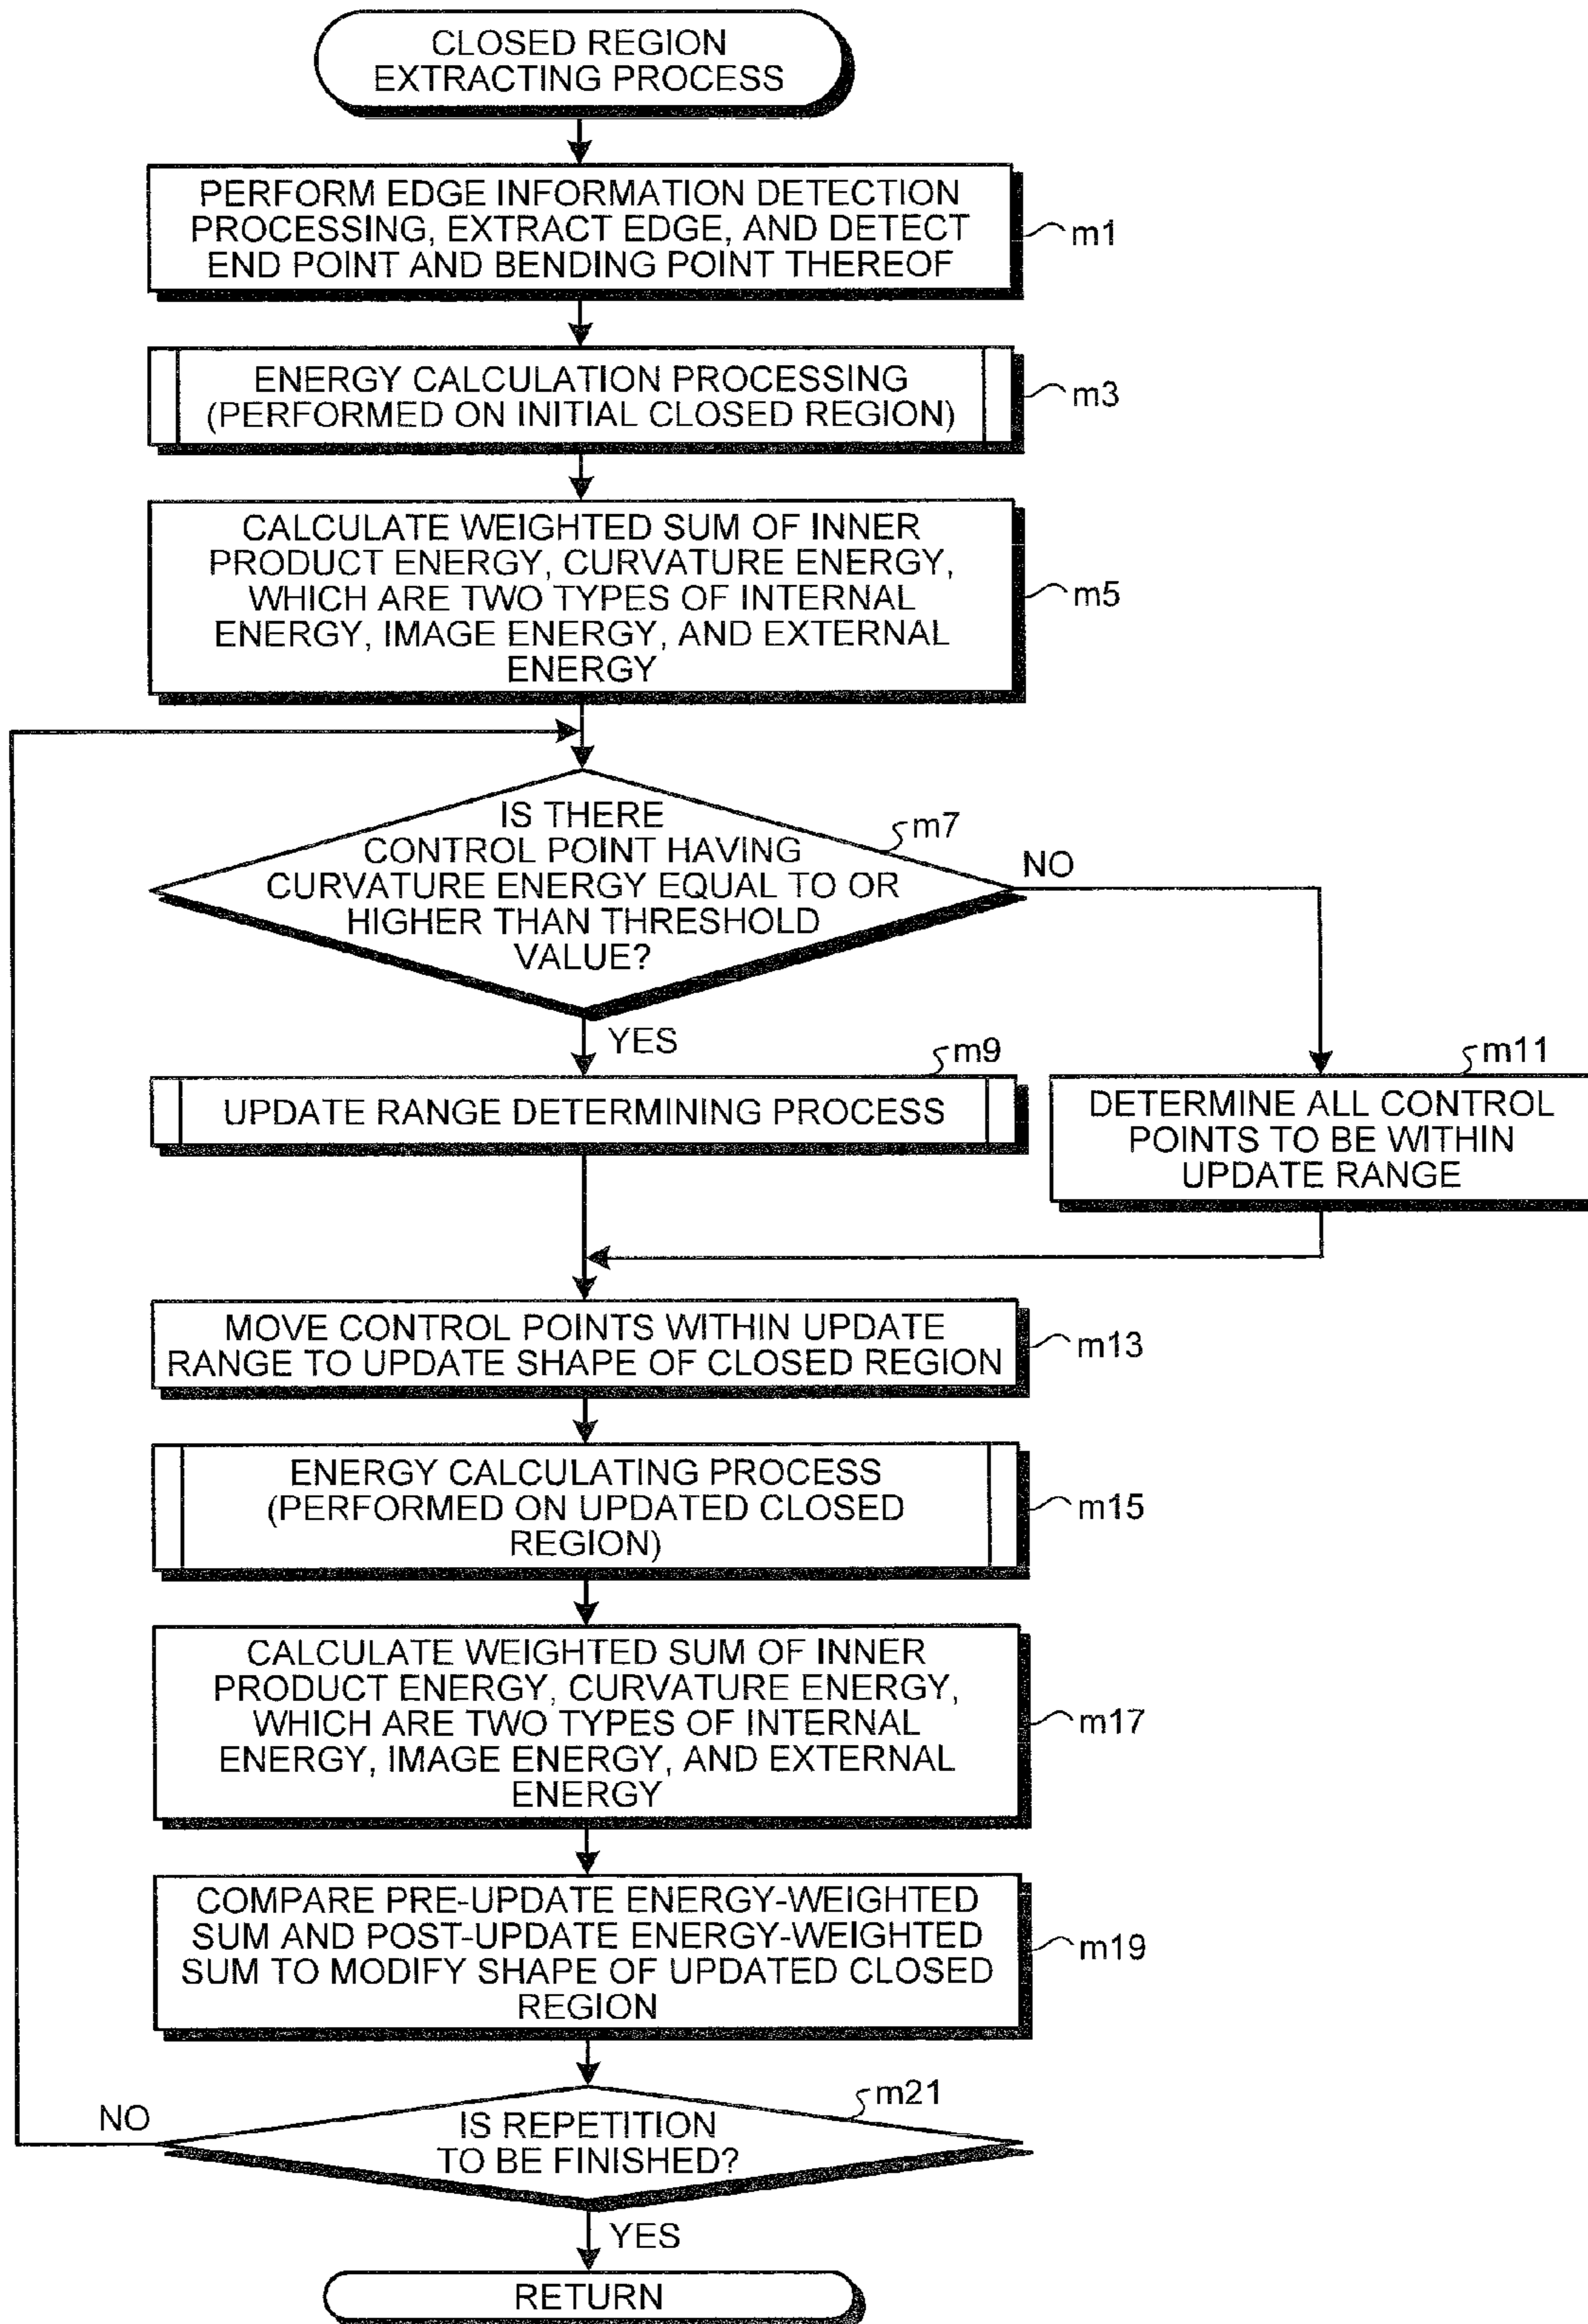 CLOSED REGION
EXTRACTING PROCESS
PERFORM EDGE INFORMATION DETECTION
PROCESSING, EXTRACT EDGE, AND DETECT
END POINT AND BENDING POINT THEREOF
m1
ENERGY CALCULATION PROCESSING
(PERFORMED ON INITIAL CLOSED REGION)
m3
CALCULATE WEIGHTED SUM OF INNER
PRODUCT ENERGY, CURVATURE ENERGY,
WHICH ARE TWO TYPES OF INTERNAL
ENERGY, IMAGE ENERGY, AND EXTERNAL
ENERGY
m5
IS THERE
CONTROL POINT HAVING
CURVATURE ENERGY EQUAL TO OR
HIGHER THAN THRESHOLD
VALUE?
m7
NO
YES
m9
UPDATE RANGE DETERMINING PROCESS
m11
DETERMINE ALL CONTROL
POINTS TO BE WITHIN
UPDATE RANGE
MOVE CONTROL POINTS WITHIN UPDATE
RANGE TO UPDATE SHAPE OF CLOSED REGION
m13
ENERGY CALCULATING PROCESS
(PERFORMED ON UPDATED CLOSED
REGION)
m15
CALCULATE WEIGHTED SUM OF INNER
PRODUCT ENERGY, CURVATURE ENERGY,
WHICH ARE TWO TYPES OF INTERNAL
ENERGY, IMAGE ENERGY, AND EXTERNAL
ENERGY
m17
COMPARE PRE-UPDATE ENERGY-WEIGHTED
SUM AND POST-UPDATE ENERGY-WEIGHTED
SUM TO MODIFY SHAPE OF UPDATED CLOSED
REGION
m19
m21
NO
IS REPETITION
TO BE FINISHED?
YES
RETURN